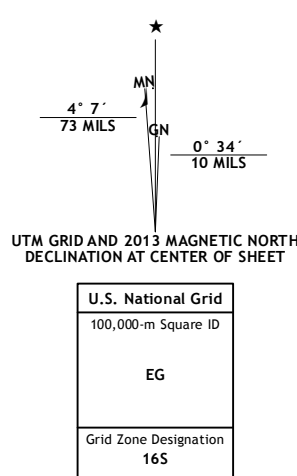 ★
MN
4° 7´
73 MILS
GN
0° 34´
10 MILS
UTM GRID AND 2013 MAGNETIC NORTH
DECLINATION AT CENTER OF SHEET
U.S. National Grid
100,000-m Square ID
EG
Grid Zone Designation
16S